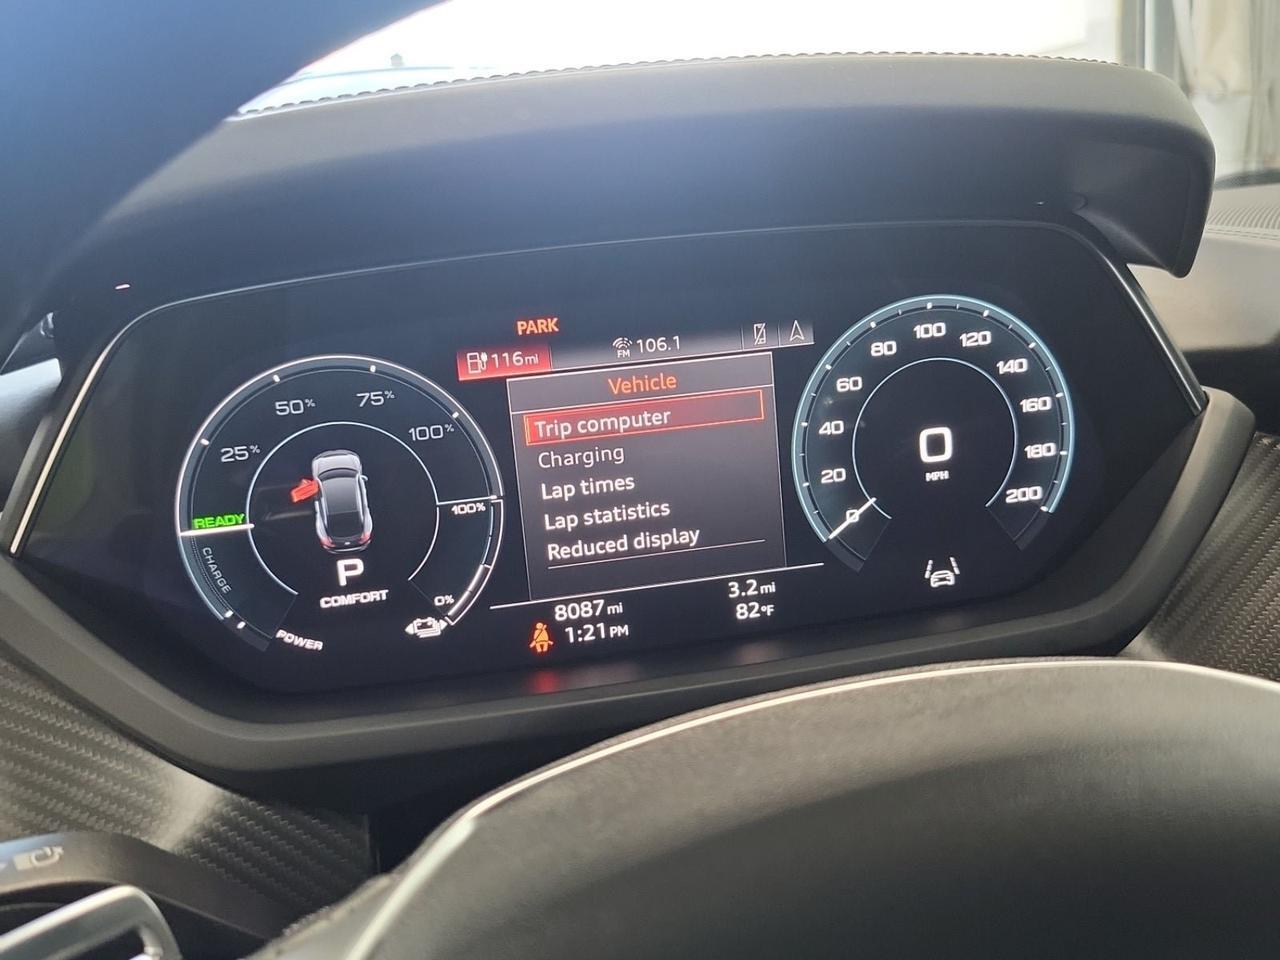 PARK
116mi
FM
106.1
Vehicle
Trip computer
Charging
Lap times
Lap statistics
Reduced display
25%
50%
75%
100%
READY
CHARGE
POWER
100%
0%
P
COMFORT
8087mi
3.2mi
1:21PM
82°F
0
20
40
60
80
100
120
140
160
180
200
0
MPH